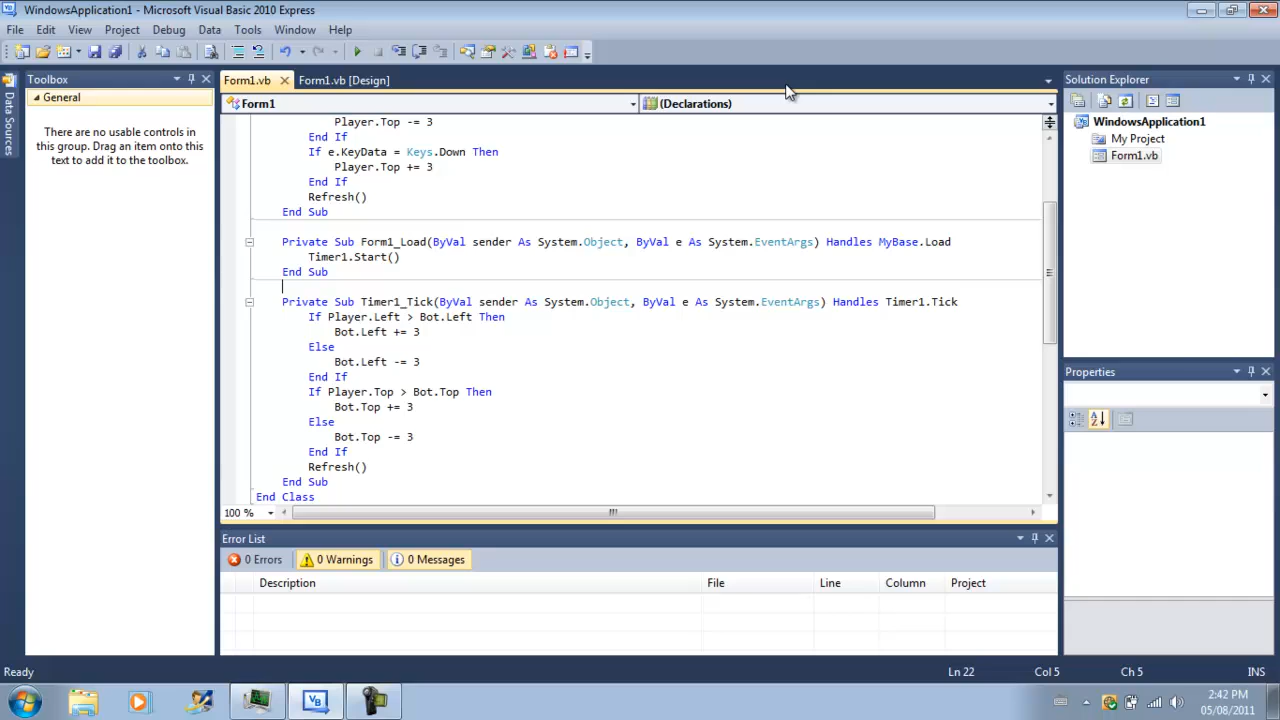 WindowsApplication1 - Microsoft Visual Basic 2010 Express
File Edit View Project Debug Data Tools Window Help
Toolbox
Form1.vb
Form1.vb [Design]
Solution Explorer
Data Sources
General
There are no usable controls in
this group. Drag an item onto this
text to add it to the toolbox.
Form1
(Declarations)
Player.Top -= 3
End If
If e.KeyData = Keys.Down Then
Player.Top += 3
End If
Refresh()
End Sub
Private Sub Form1_Load(ByVal sender As System.Object, ByVal e As System.EventArgs) Handles MyBase.Load
Timer1.Start()
End Sub
Private Sub Timer1_Tick(ByVal sender As System.Object, ByVal e As System.EventArgs) Handles Timer1.Tick
If Player.Left > Bot.Left Then
Bot.Left += 3
Else
Bot.Left -= 3
End If
If Player.Top > Bot.Top Then
Bot.Top += 3
Else
Bot.Top -= 3
End If
Refresh()
End Sub
End Class
100 %
WindowsApplication1
My Project
Form1.vb
Properties
Error List
0 Errors
0 Warnings
0 Messages
Description File Line Column Project
Ready
Ln 22 Col 5 Ch 5 INS
VB
2:42 PM
05/08/2011